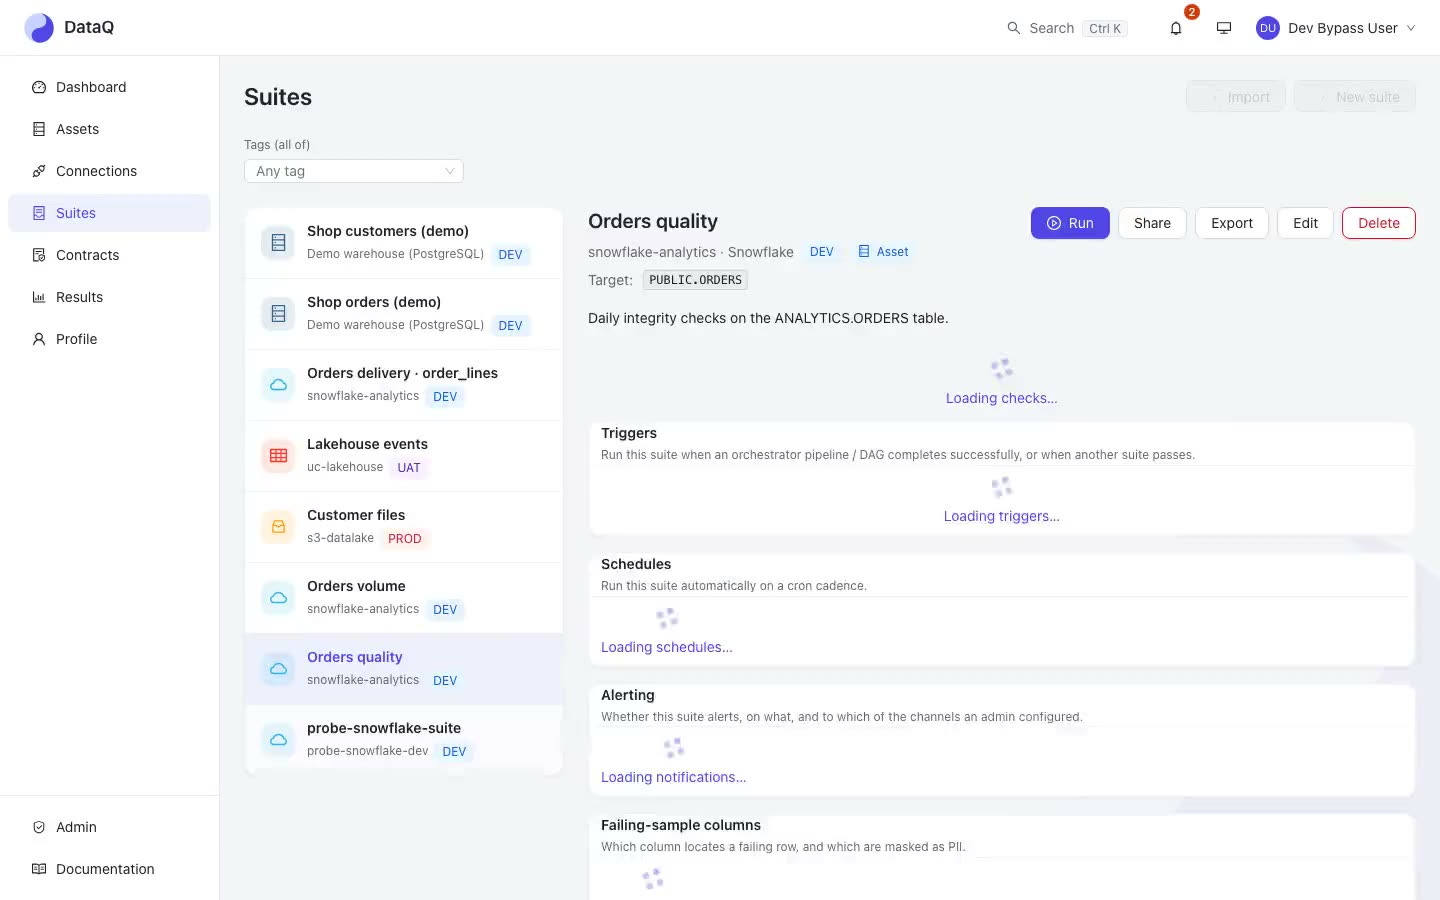 DataQ
Search Ctrl K
2
DU Dev Bypass User
Dashboard
Assets
Connections
Suites
Contracts
Results
Profile
Admin
Documentation
Suites
Import
New suite
Tags (all of)
Any tag
Shop customers (demo)
Demo warehouse (PostgreSQL) DEV
Shop orders (demo)
Demo warehouse (PostgreSQL) DEV
Orders delivery · order_lines
snowflake-analytics DEV
Lakehouse events
uc-lakehouse UAT
Customer files
s3-datalake PROD
Orders volume
snowflake-analytics DEV
Orders quality
snowflake-analytics DEV
probe-snowflake-suite
probe-snowflake-dev DEV
Orders quality
Run Share Export Edit Delete
snowflake-analytics · Snowflake DEV Asset
Target: PUBLIC.ORDERS
Daily integrity checks on the ANALYTICS.ORDERS table.
Loading checks...
Triggers
Run this suite when an orchestrator pipeline / DAG completes successfully, or when another suite passes.
Loading triggers...
Schedules
Run this suite automatically on a cron cadence.
Loading schedules...
Alerting
Whether this suite alerts, on what, and to which of the channels an admin configured.
Loading notifications...
Failing-sample columns
Which column locates a failing row, and which are masked as PII.